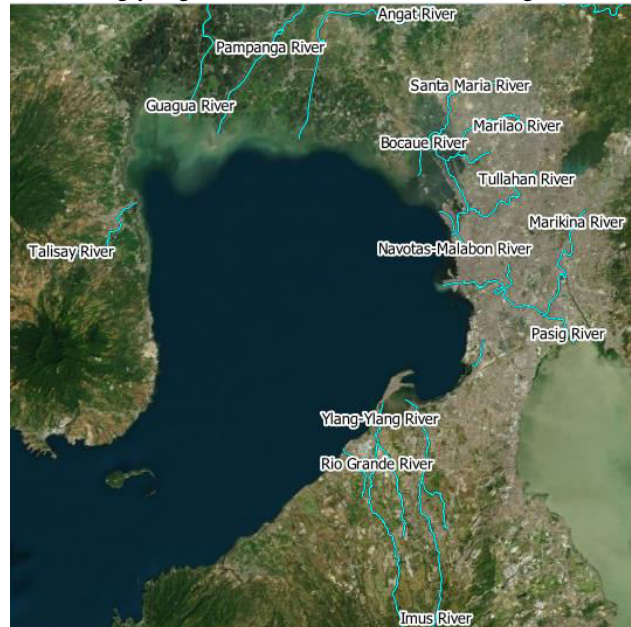 Angat River
Pampanga River
Santa Maria River
Guagua River
Marilao River
Bocaue River
Tullahan River
Marikina River
Talisay River
Navotas-Malabon River
Pasig River
Ylang-Ylang River
Rio Grande River
Imus River